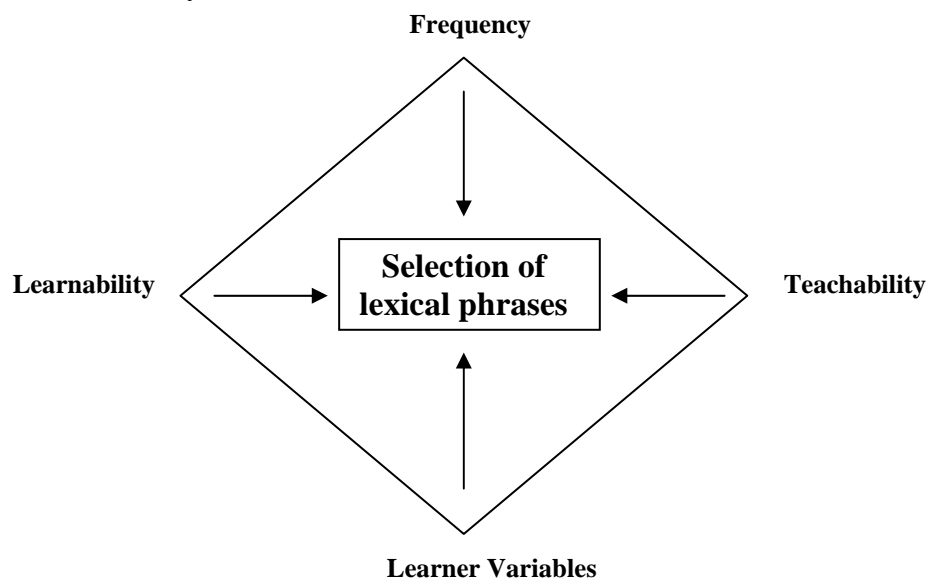 Frequency
Selection of
lexical phrases
Learnability
Teachability
Learner Variables